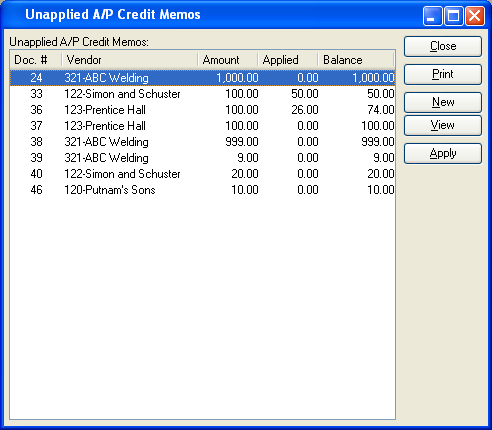 Unapplied A/P Credit Memos
Unapplied A/P Credit Memos:
Doc. # Vendor Amount Applied Balance
24 321-ABC Welding 1,000.00 0.00 1,000.00
33 122-Simon and Schuster 100.00 50.00 50.00
36 123-Prentice Hall 100.00 26.00 74.00
37 123-Prentice Hall 100.00 0.00 100.00
38 321-ABC Welding 999.00 0.00 999.00
39 321-ABC Welding 9.00 0.00 9.00
40 122-Simon and Schuster 20.00 0.00 20.00
46 120-Putnam's Sons 10.00 0.00 10.00
Close
Print
New
View
Apply